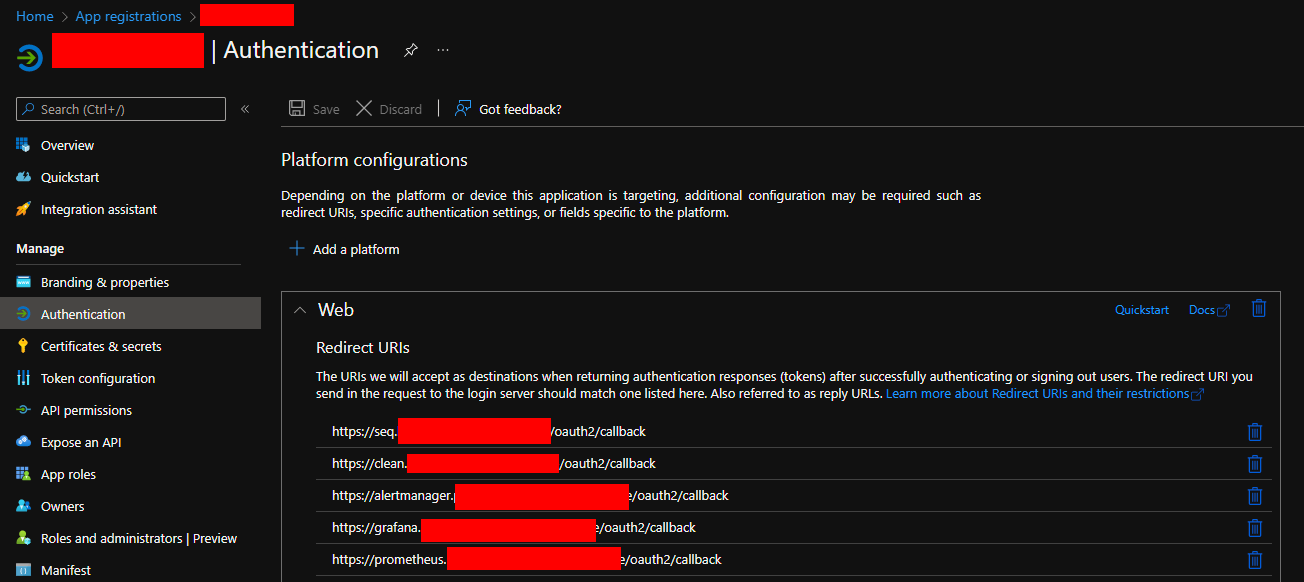 Home > App registrations >
| Authentication ...
Search (Ctrl+/) «
Save Discard | Got feedback?
Overview
Quickstart
Integration assistant
Manage
Branding & properties
Authentication
Certificates & secrets
Token configuration
API permissions
Expose an API
App roles
Owners
Roles and administrators | Preview
Manifest
Platform configurations
Depending on the platform or device this application is targeting, additional configuration may be required such as
redirect URIs, specific authentication settings, or fields specific to the platform.
Add a platform
Web Quickstart Docs
Redirect URIs
The URIs we will accept as destinations when returning authentication responses (tokens) after successfully authenticating or signing out users. The redirect URI you
send in the request to the login server should match one listed here. Also referred to as reply URLs. Learn more about Redirect URIs and their restrictions
https://seq. /oauth2/callback
https://clean. /oauth2/callback
https://alertmanager. e/oauth2/callback
https://grafana. e/oauth2/callback
https://prometheus. e/oauth2/callback